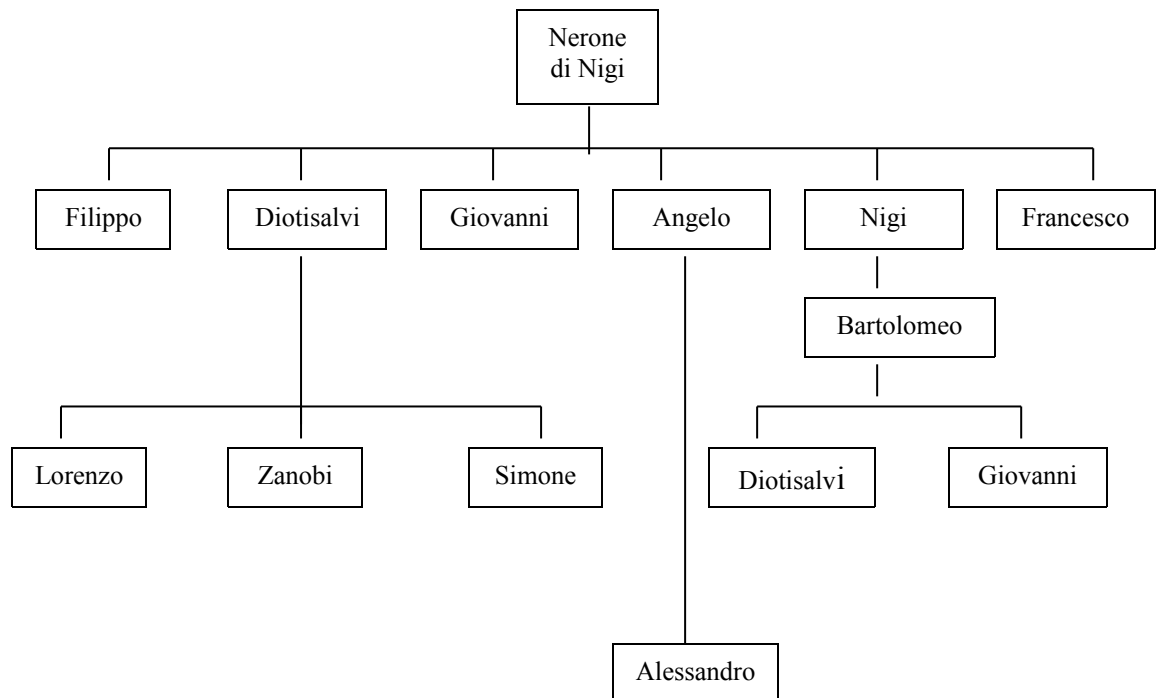 Nerone
di Nigi
Filippo
Diotisalvi
Giovanni
Angelo
Nigi
Francesco
Bartolomeo
Lorenzo
Zanobi
Simone
Diotisalvi
Giovanni
Alessandro